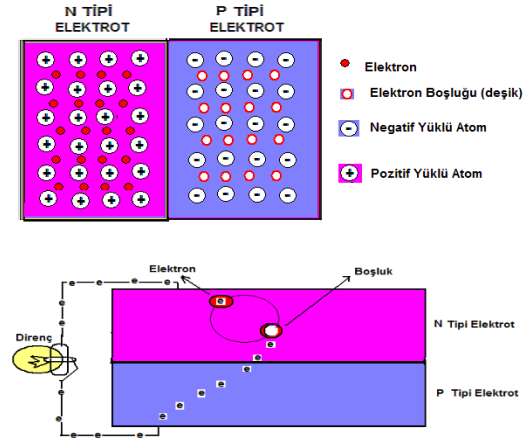 N TİPİ
ELEKTROT
P TİPİ
ELEKTROT
Elektron
Elektron Boşluğu (deşik)
Negatif Yüklü Atom
Pozitif Yüklü Atom
Elektron
Boşluk
Direnç
N Tipi Elektrot
P Tipi Elektrot
e e e e
e
e
e
e
e
e
e
e
e
e
e
e
e
e e e e